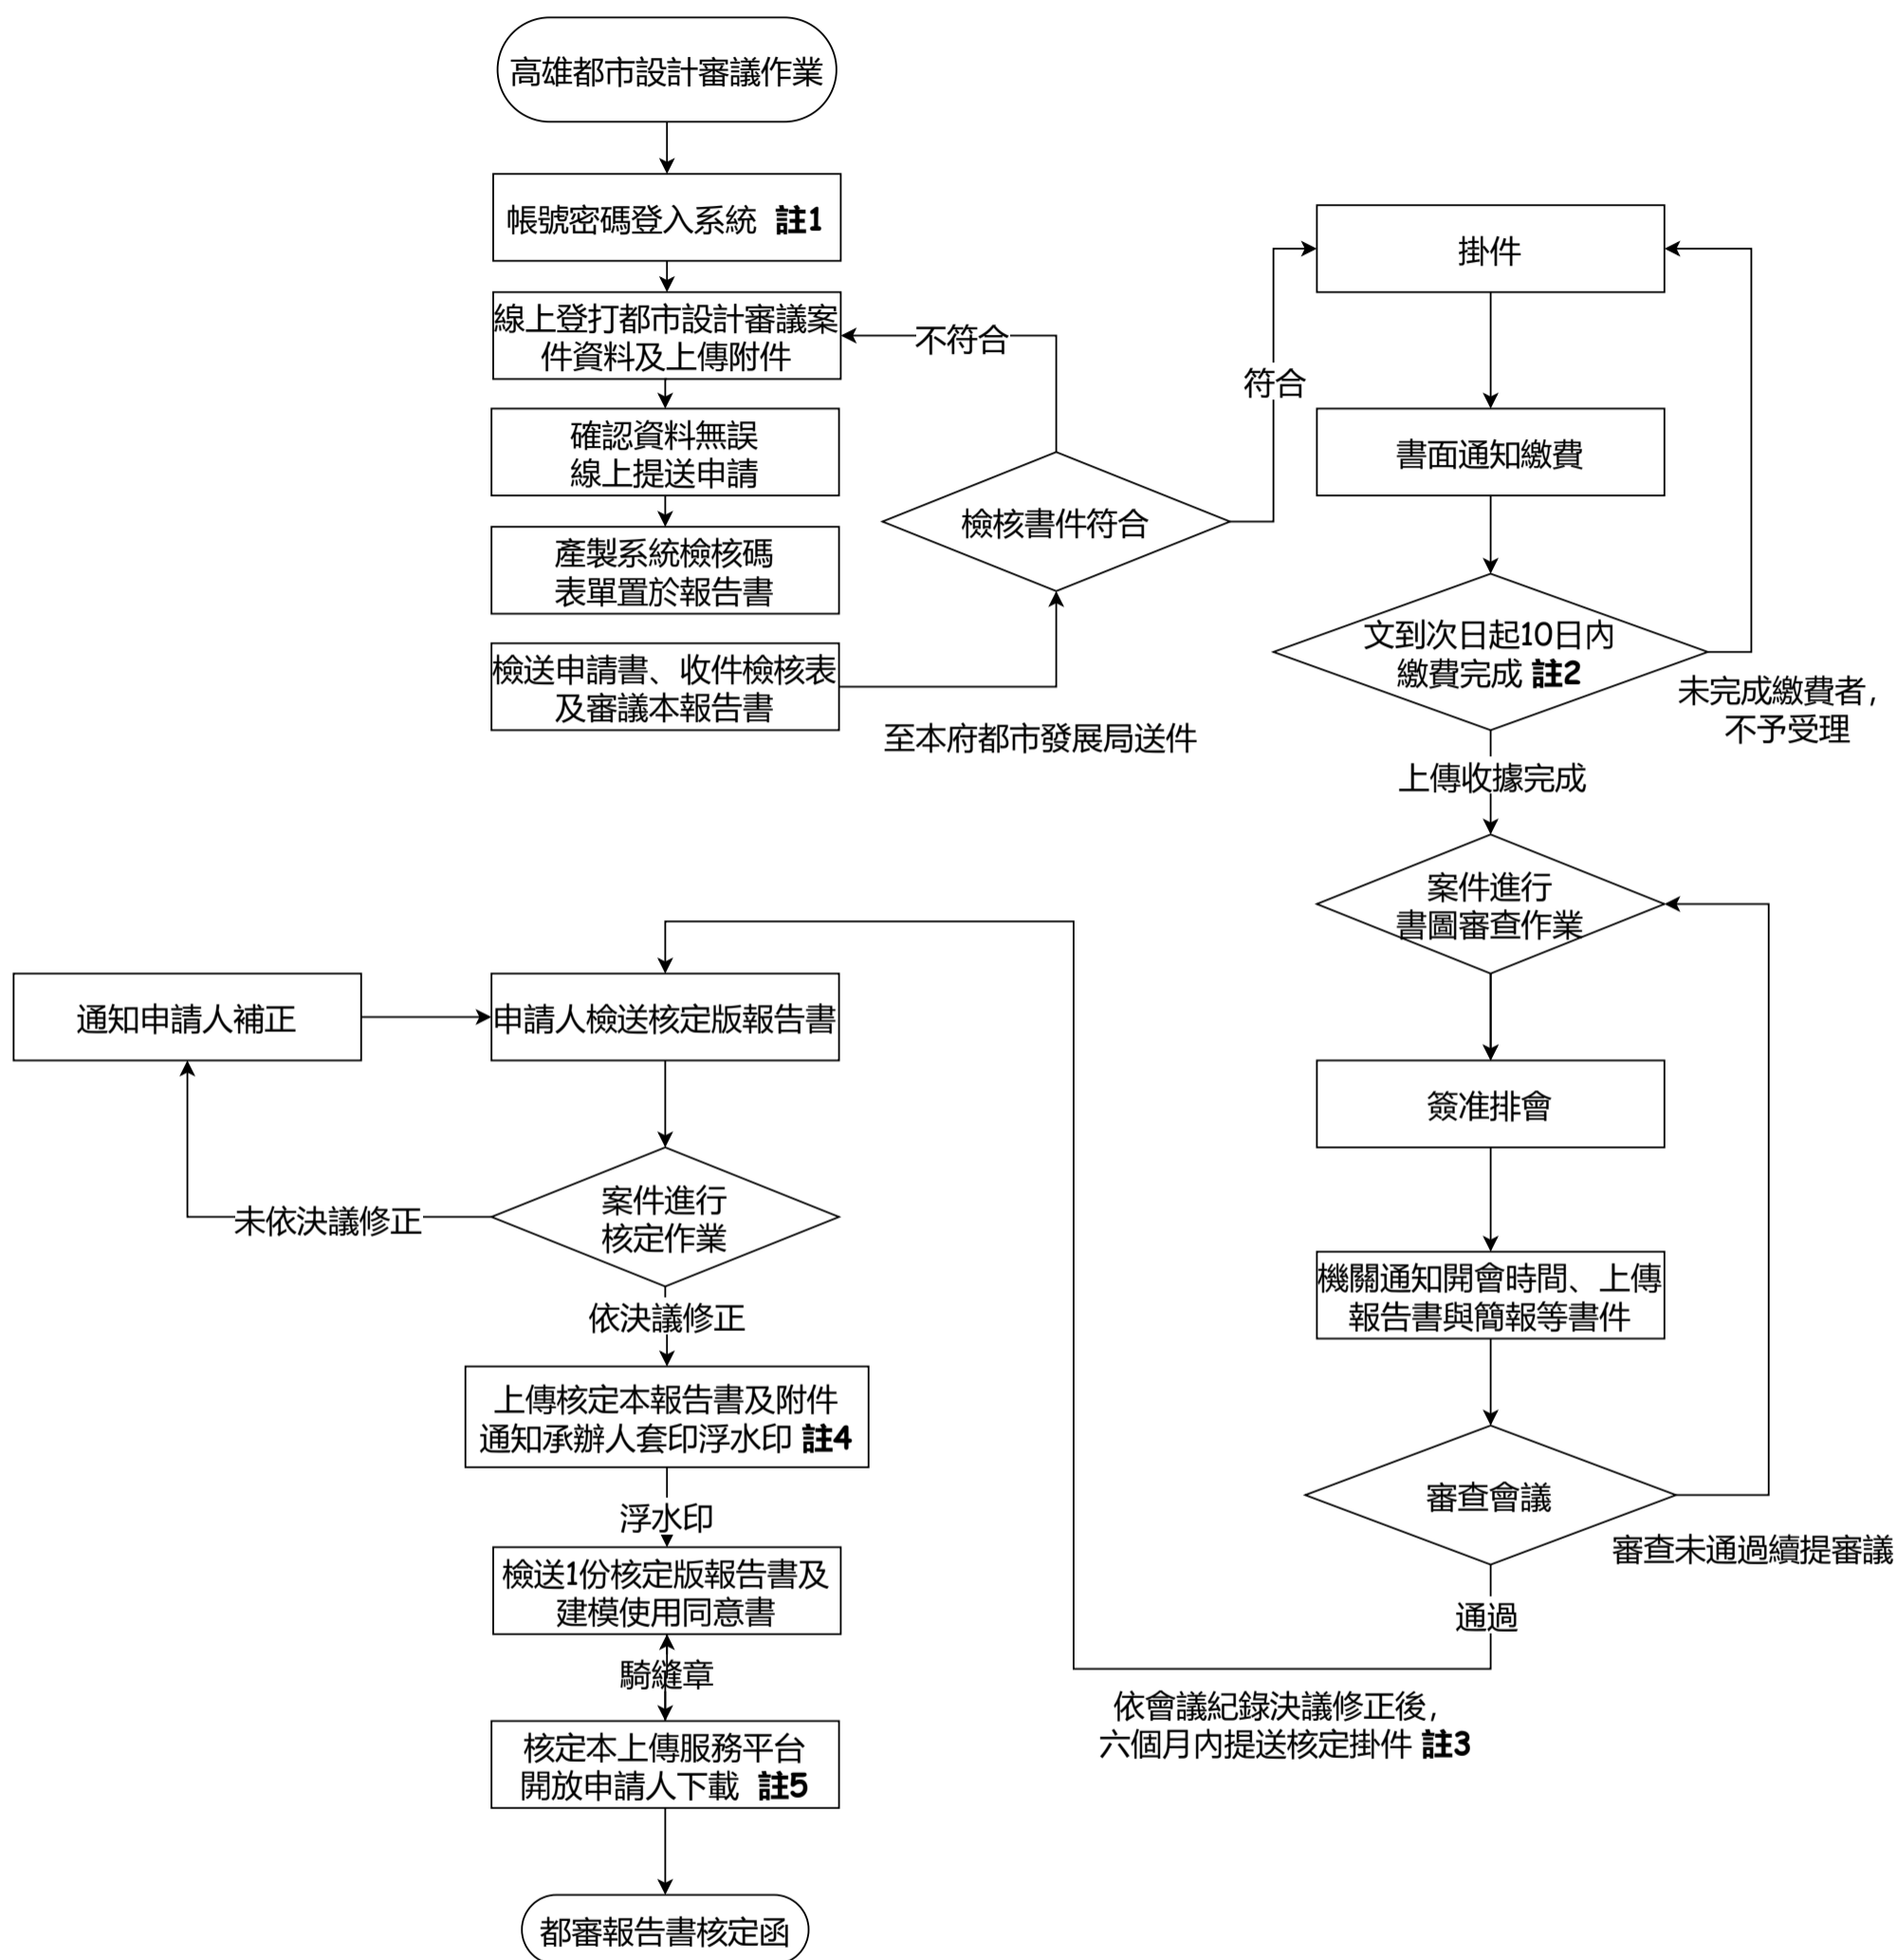 高雄都市設計審議作業
帳號密碼登入系統 註1
線上登打都市設計審議案
件資料及上傳附件
確認資料無誤
線上提送申請
產製系統檢核碼
表單置於報告書
檢送申請書、收件檢核表
及審議本報告書
至本府都市發展局送件
檢核書件符合
不符合
符合
掛件
書面通知繳費
文到次日起10日內
繳費完成 註2
未完成繳費者,
不予受理
上傳收據完成
案件進行
書圖審查作業
簽准排會
機關通知開會時間、上傳
報告書與簡報等書件
審查會議
審查未通過續提審議
通過
依會議紀錄決議修正後,
六個月內提送核定掛件 註3
申請人檢送核定版報告書
通知申請人補正
案件進行
核定作業
未依決議修正
依決議修正
上傳核定本報告書及附件
通知承辦人套印浮水印 註4
浮水印
檢送1份核定版報告書及
建模使用同意書
騎縫章
核定本上傳服務平台
開放申請人下載 註5
都審報告書核定函